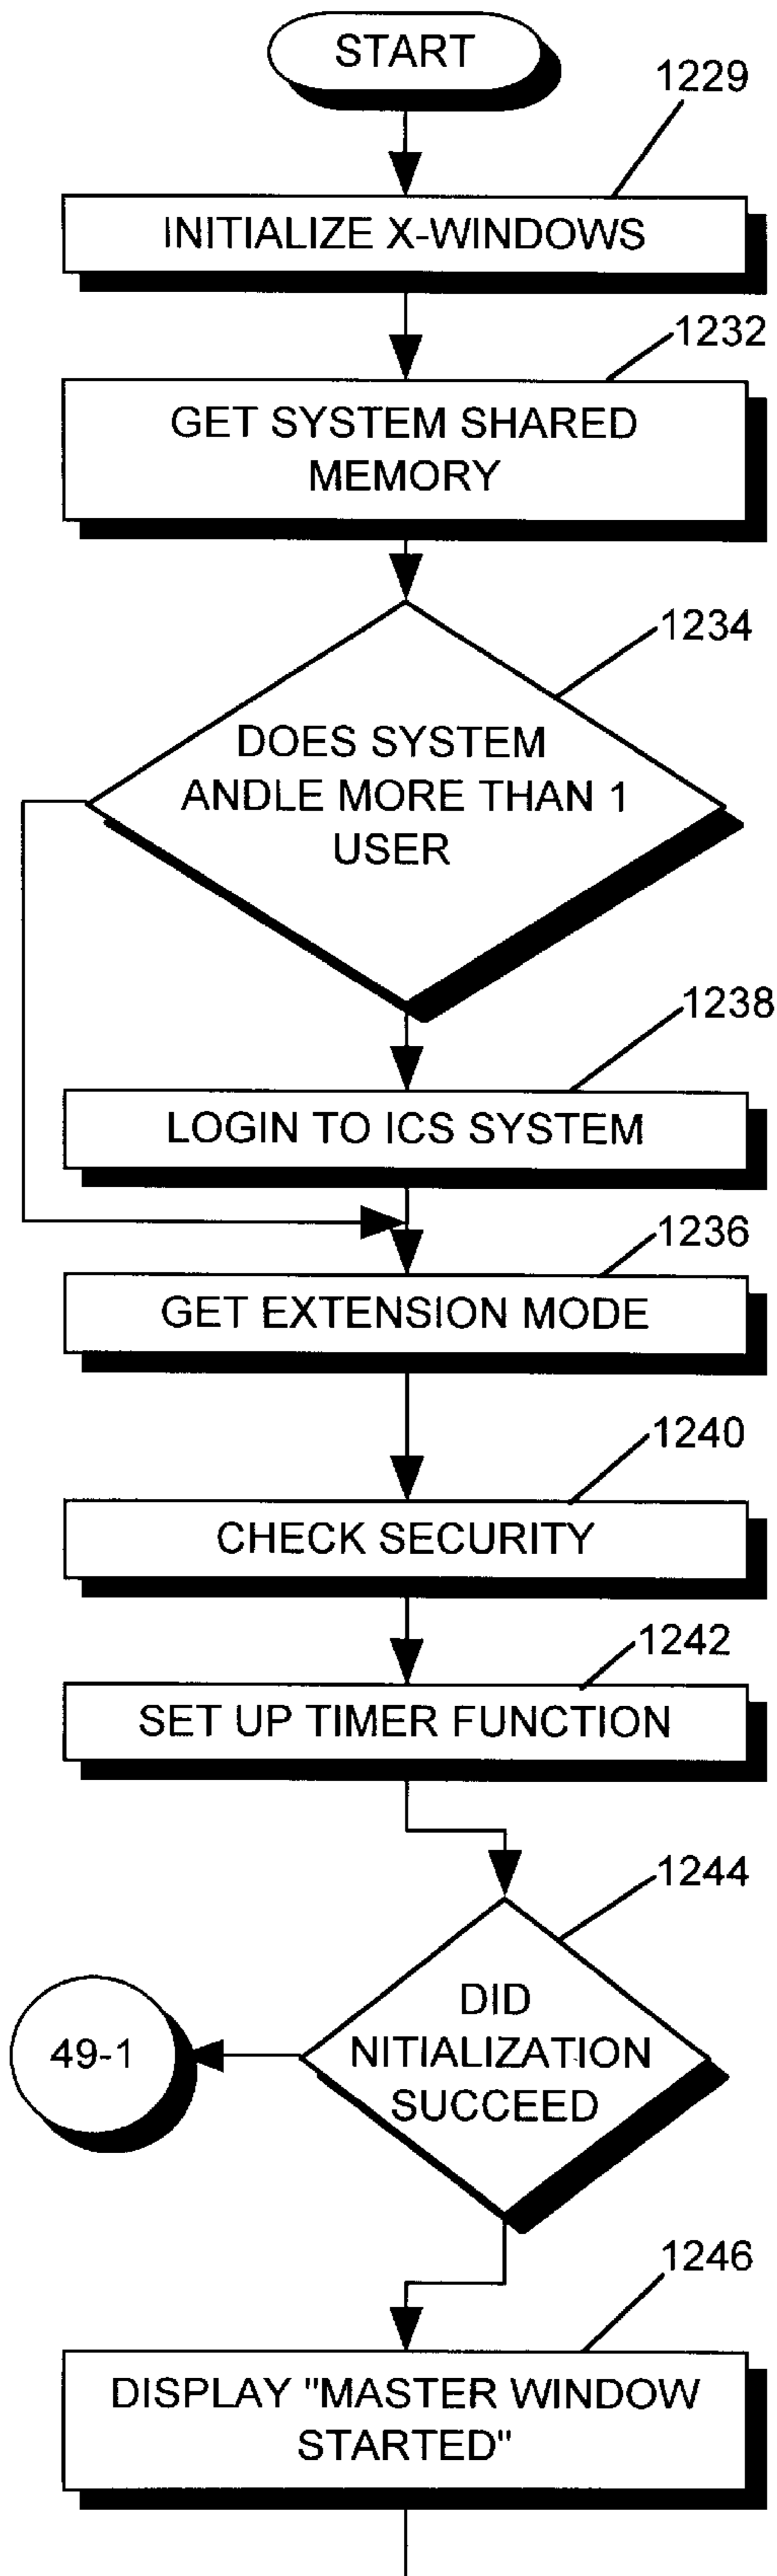 START
1229
INITIALIZE X-WINDOWS
1232
GET SYSTEM SHARED
MEMORY
1234
DOES SYSTEM
ANDLE MORE THAN 1
USER
1238
LOGIN TO ICS SYSTEM
1236
GET EXTENSION MODE
1240
CHECK SECURITY
1242
SET UP TIMER FUNCTION
1244
DID
NITIALIZATION
SUCCEED
49-1
1246
DISPLAY "MASTER WINDOW
STARTED"